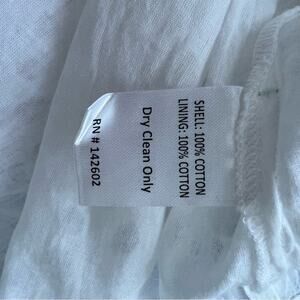 SHELL: 100% COTTON
LINING: 100% COTTON
Dry Clean Only
RN # 142602